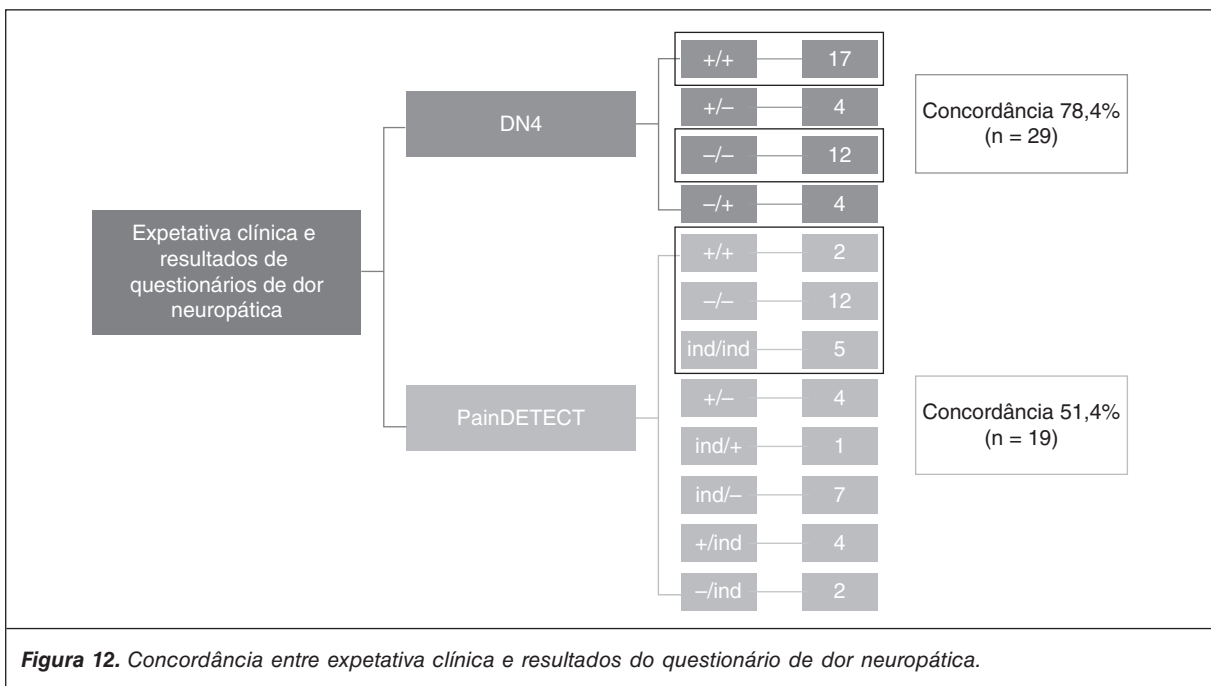 Expetativa clínica e
resultados de
questionários de dor
neuropática
DN4
+/+ 17
+/– 4
–/– 12
–/+ 4
Concordância 78,4%
(n = 29)
PainDETECT
+/+ 2
–/– 12
ind/ind 5
+/– 4
ind/+ 1
ind/– 7
+/ind 4
–/ind 2
Concordância 51,4%
(n = 19)
Figura 12. Concordância entre expetativa clínica e resultados do questionário de dor neuropática.